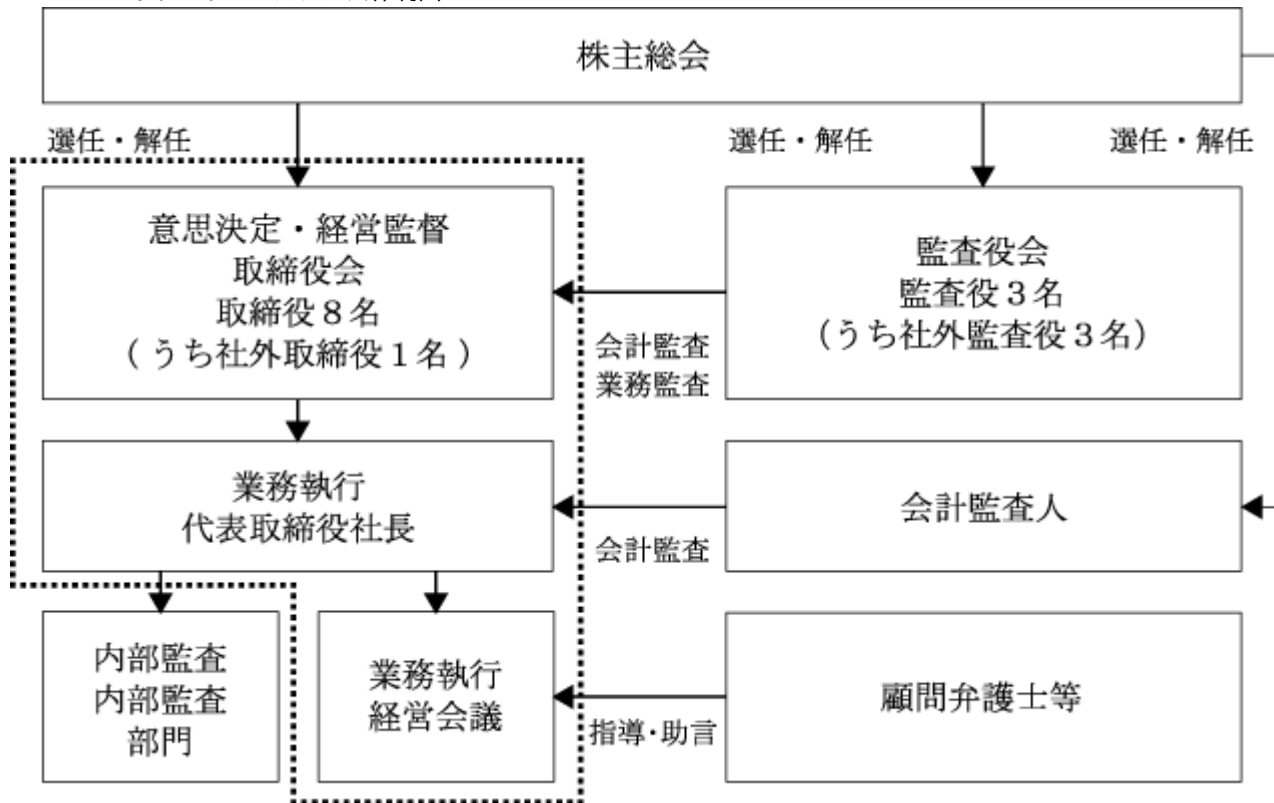 株主総会
選任・解任
選任・解任
選任・解任
意思決定・経営監督
取締役会
取締役８名
（うち社外取締役１名）
監査役会
監査役３名
（うち社外監査役３名）
会計監査
業務監査
業務執行
代表取締役社長
会計監査
会計監査人
内部監査
内部監査
部門
業務執行
経営会議
指導・助言
顧問弁護士等